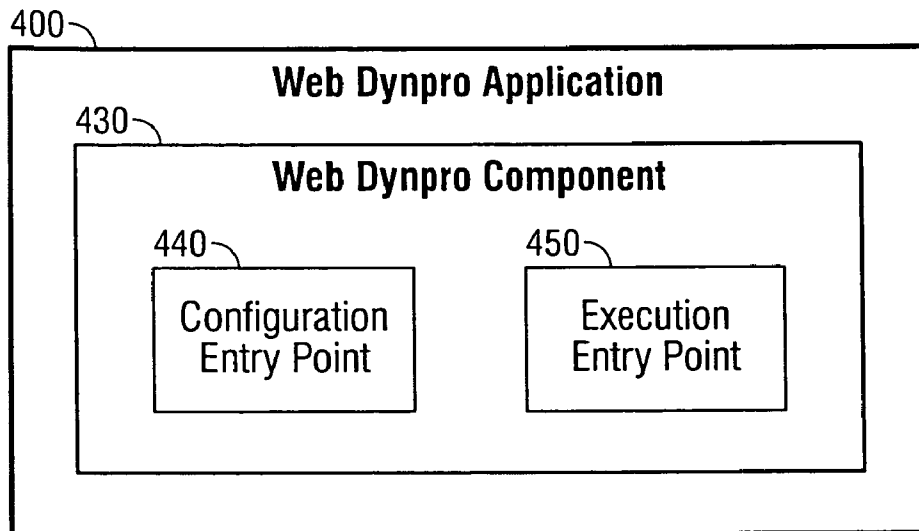 400
Web Dynpro Application
430
Web Dynpro Component
440
450
Configuration
Entry Point
Execution
Entry Point